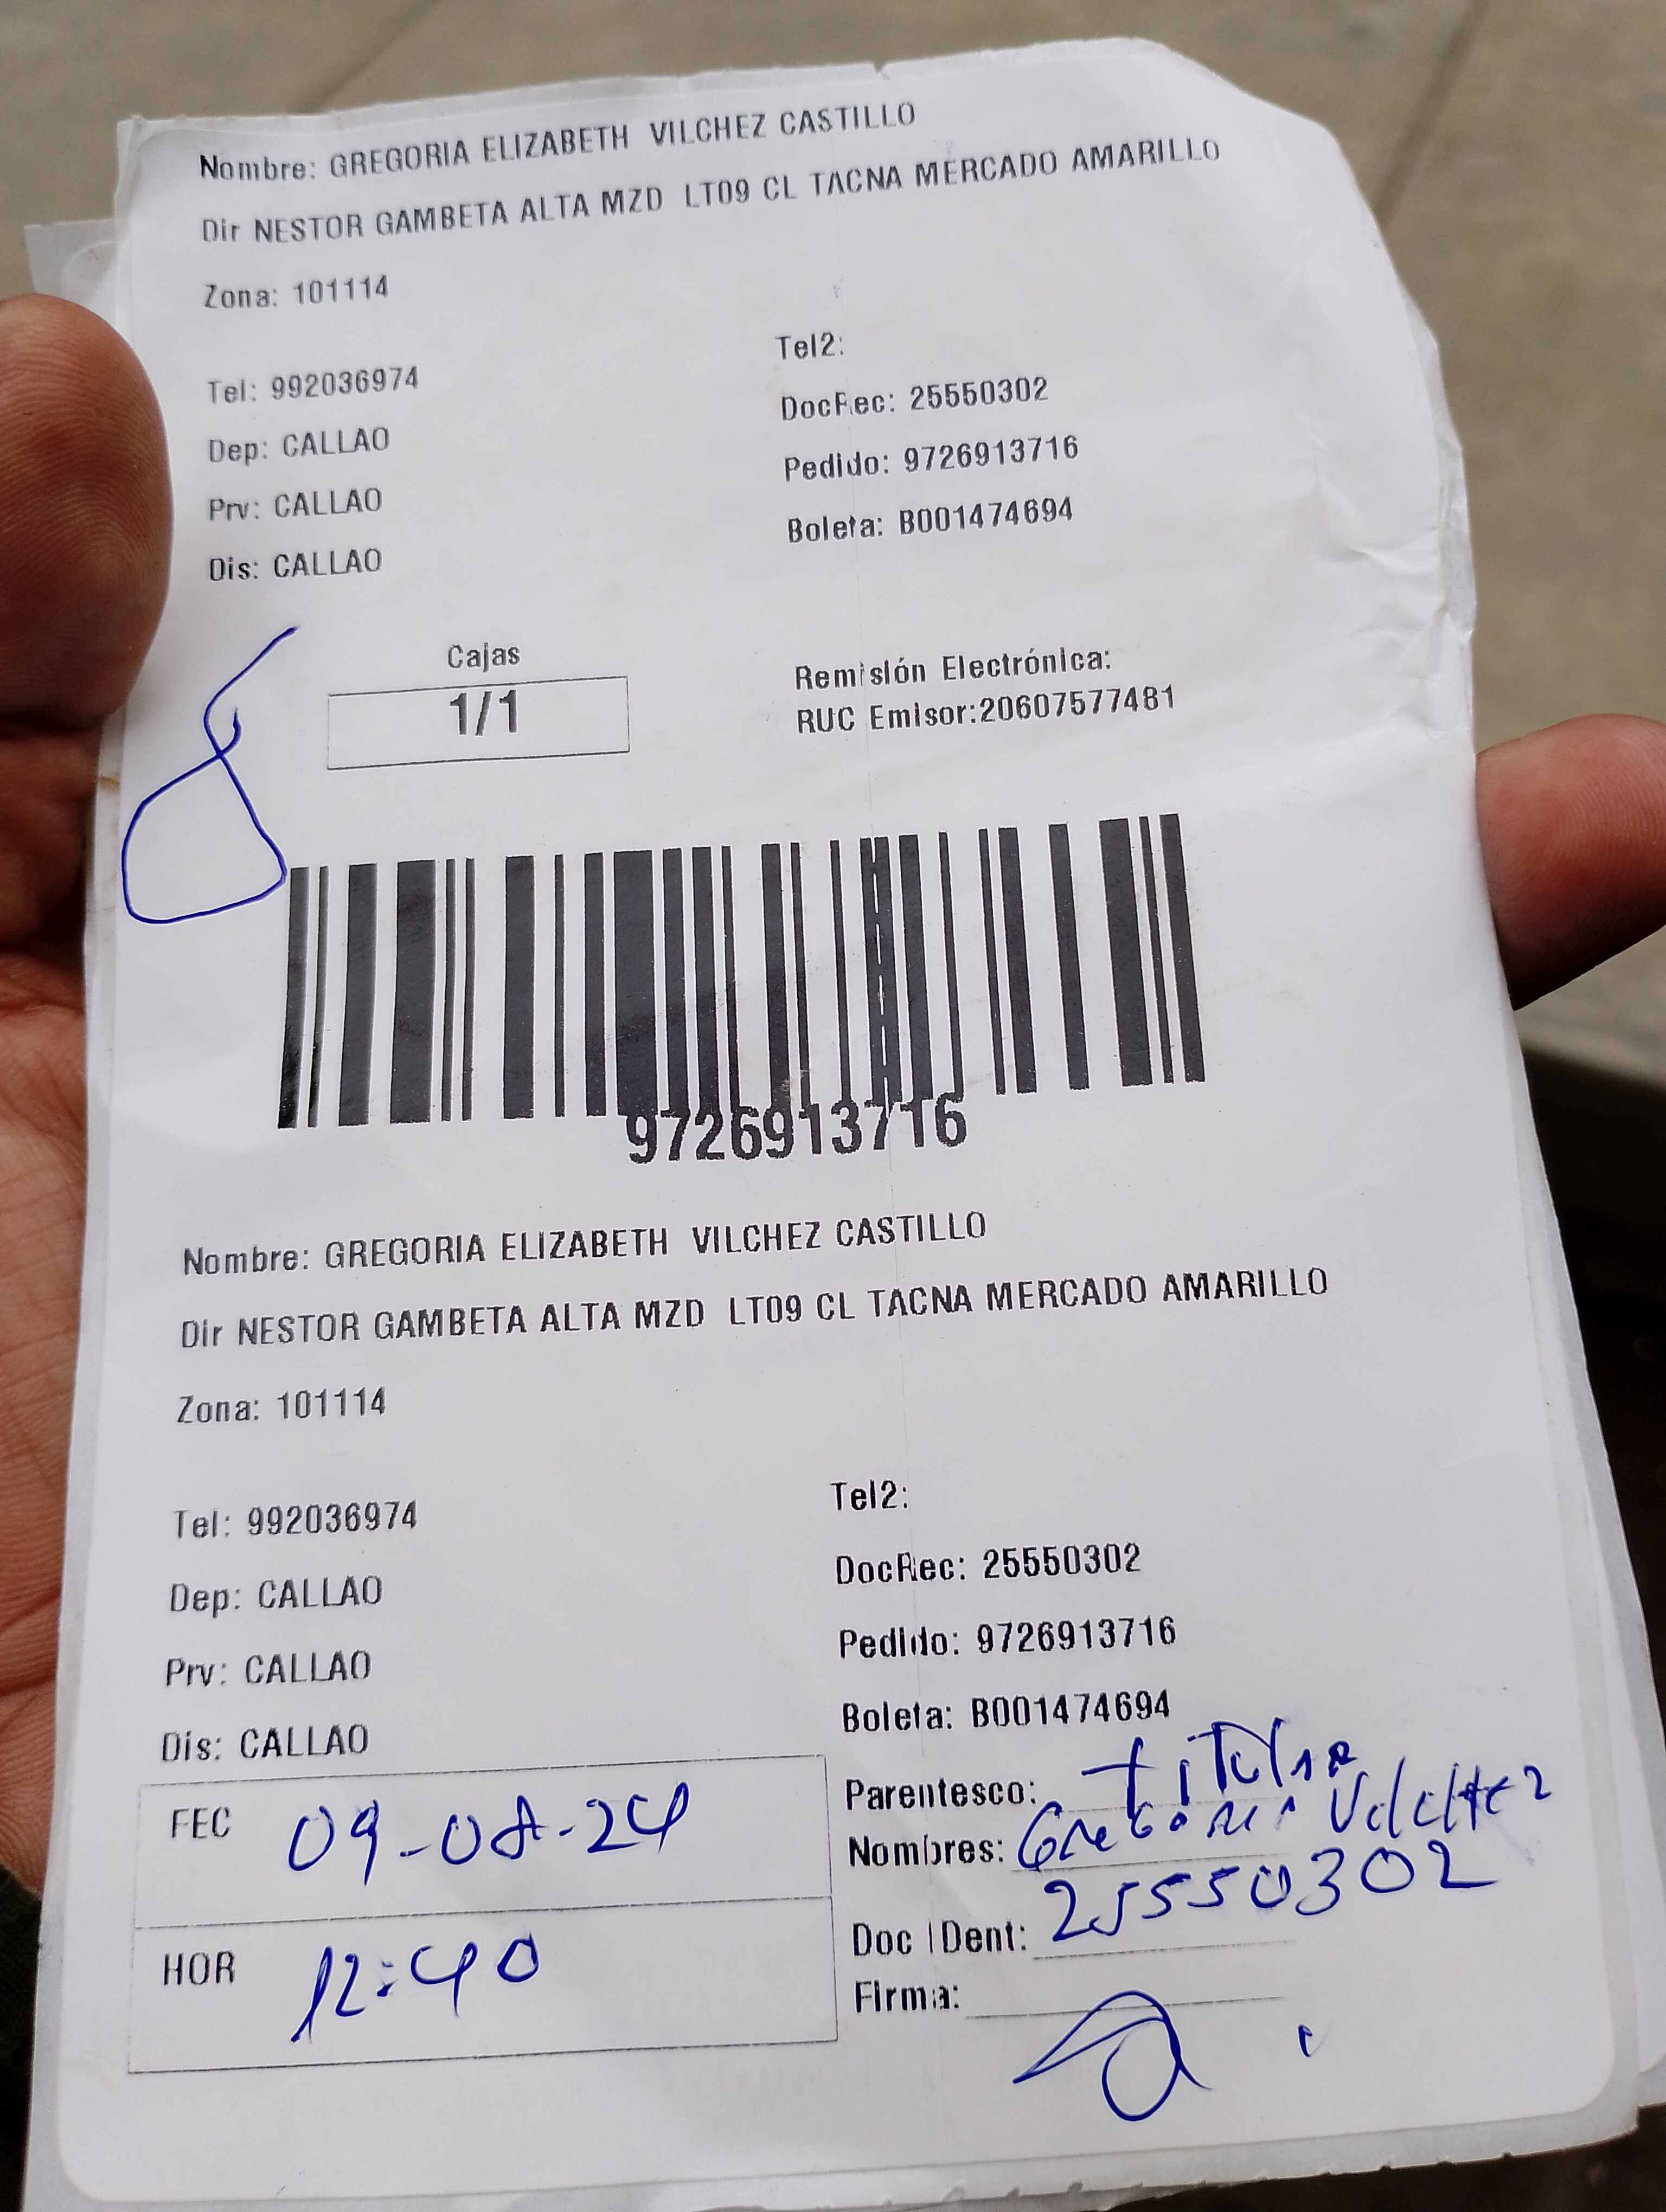 Nombre: GREGORIA ELIZABETH VILCHEZ CASTILLO
Dir NESTOR GAMBETA ALTA MZD LT09 CL TACNA MERCADO AMARILLO
Zona: 101114
Tel2:
Tel: 992036974
DocRec: 25550302
Dep: CALLAO
Pedido: 9726913716
Prv: CALLAO
Boleta: B001474694
Dis: CALLAO
Cajas
1/1
Remisión Electrónica:
RUC Emisor:20607577481
9726913716
Nombre: GREGORIA ELIZABETH VILCHEZ CASTILLO
Dir NESTOR GAMBETA ALTA MZD LT09 CL TACNA MERCADO AMARILLO
Zona: 101114
Tel2:
Tel: 992036974
DocRec: 25550302
Dep: CALLAO
Pedido: 9726913716
Prv: CALLAO
Boleta: B001474694
Dis: CALLAO
Parentesco: titular
FEC 09-08-24
Nombres: Gregoria Vilchez
Doc IDent: 25550302
HOR 12:40
Firma: